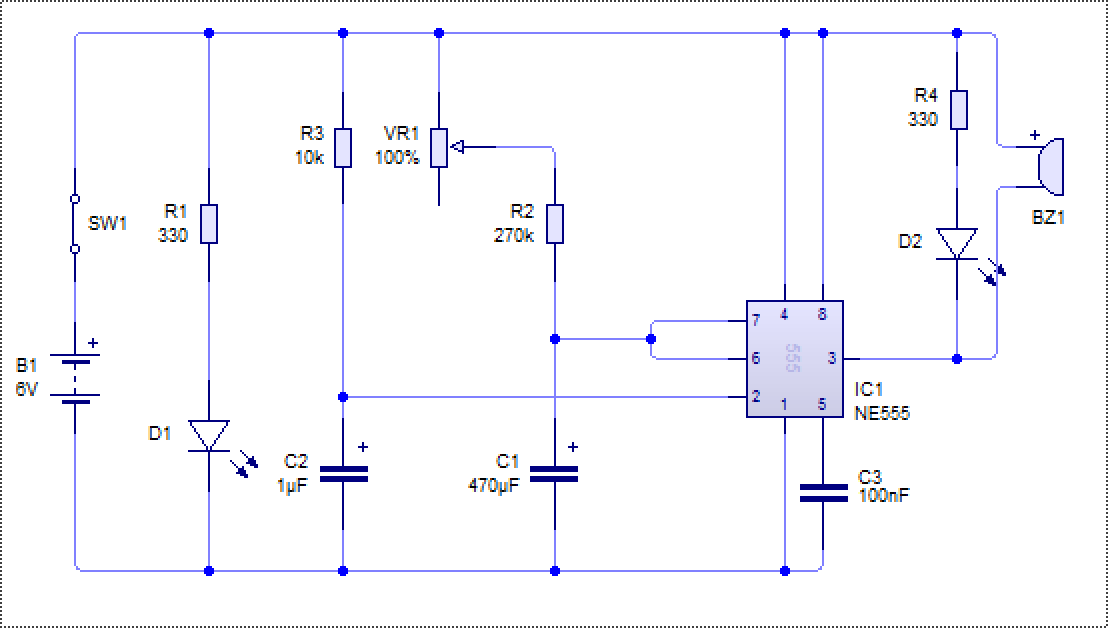 R4
330
+
BZ1
R3
10k
VR1
100%
SW1
R1
330
R2
270k
D2
+
B1
6V
7
4
8
6
555
3
2
1
5
IC1
NE555
D1
+
C2
1µF
+
C1
470µF
C3
100nF